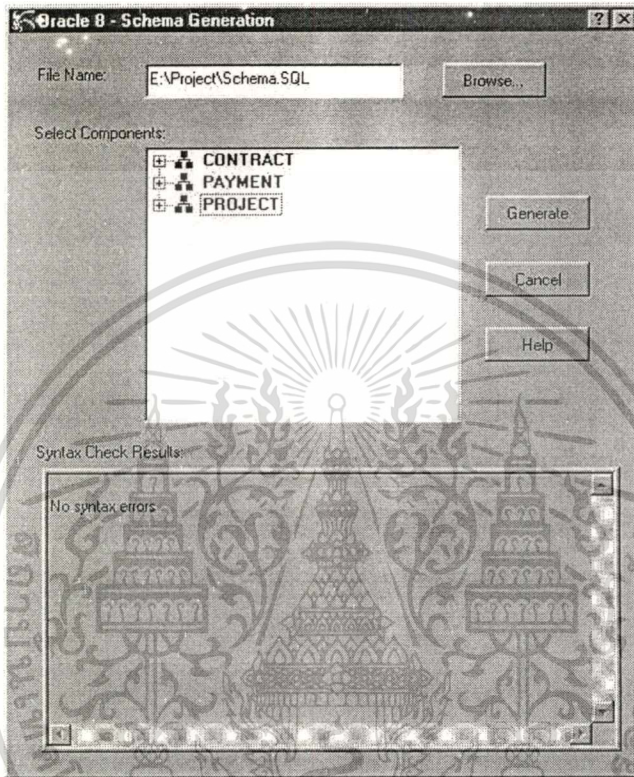 Oracle 8 - Schema Generation
File Name:
E:\Project\Schema.SQL
Browse...
Select Components:
CONTRACT
PAYMENT
PROJECT
Generate
Cancel
Help
Syntax Check Results:
No syntax errors